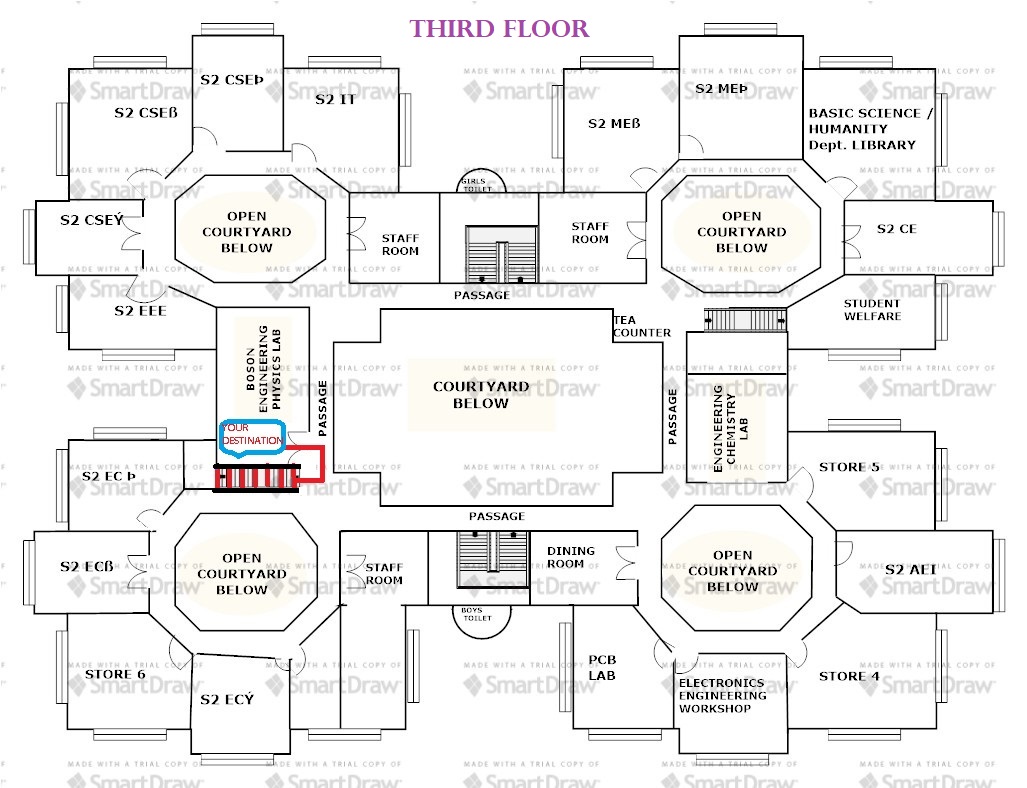 THIRD FLOOR
S2 CSEÞ
S2 CSEß
S2 IT
S2 CSEÝ
S2 EEE
OPEN
COURTYARD
BELOW
STAFF
ROOM
GIRLS
TOILET
PASSAGE
STAFF
ROOM
S2 MEß
S2 MEÞ
BASIC SCIENCE /
HUMANITY
Dept. LIBRARY
OPEN
COURTYARD
BELOW
S2 CE
STUDENT
WELFARE
TEA
COUNTER
BOSON
ENGINEERING
PHYSICS LAB
PASSAGE
COURTYARD
BELOW
PASSAGE
ENGINEERING
CHEMISTRY
LAB
YOUR
DESTINATION
S2 EC Þ
S2 ECß
STORE 6
S2 ECÝ
OPEN
COURTYARD
BELOW
STAFF
ROOM
PASSAGE
BOYS
TOILET
DINING
ROOM
OPEN
COURTYARD
BELOW
STORE 5
S2 AEI
STORE 4
PCB
LAB
ELECTRONICS
ENGINEERING
WORKSHOP
MADE WITH A TRIAL COPY OF
SmartDraw